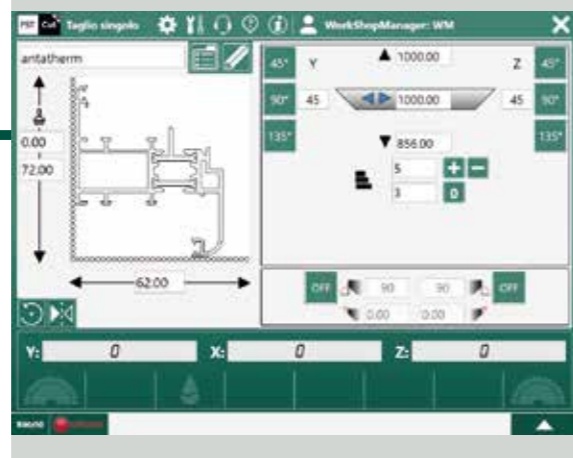 Cut Taglio singolo WorkShopManager: WM
antatherm
45° Y 1000.00 Z 45°
90° 45 1000.00 45 90°
135° 856.00 135°
0.00
72.00
5 + -
3 0
62.00
OFF 90 90 OFF
0.00 0.00
Y: 0 X: 0 Z: 0